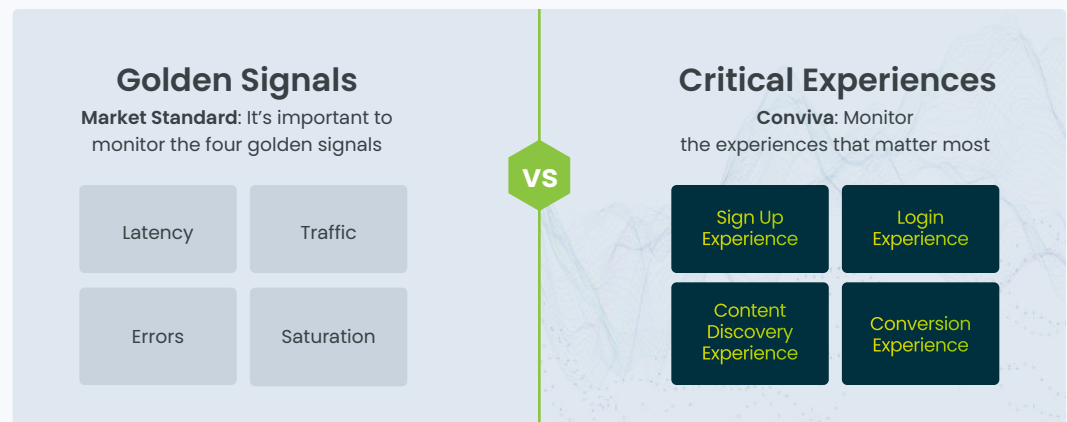 Golden Signals
Market Standard: It’s important to
monitor the four golden signals
Latency
Traffic
Errors
Saturation
VS
Critical Experiences
Conviva: Monitor
the experiences that matter most
Sign Up
Experience
Login
Experience
Content
Discovery
Experience
Conversion
Experience